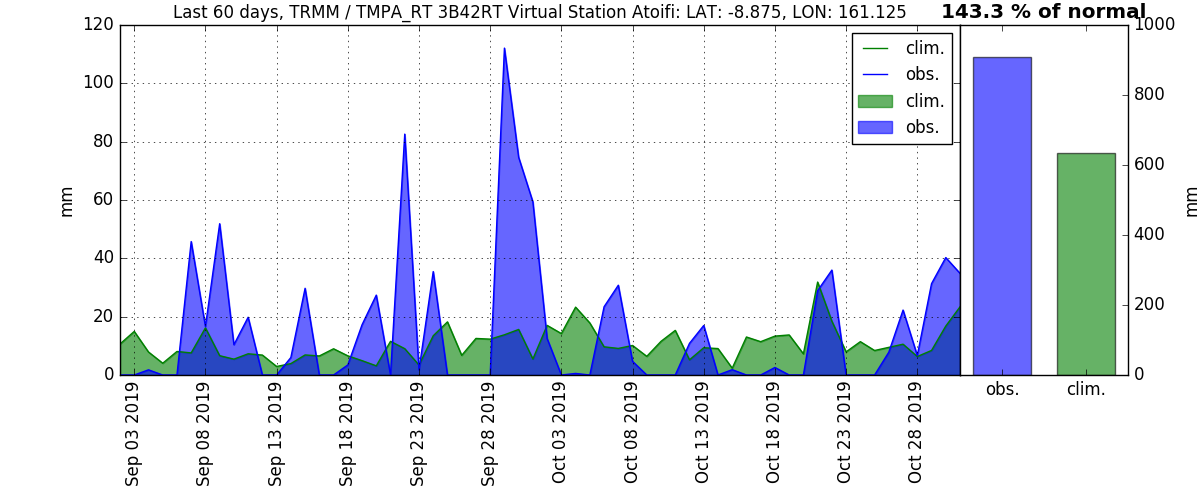 Last 60 days, TRMM / TMPA_RT 3B42RT Virtual Station Atoifi: LAT: -8.875, LON: 161.125
143.3 % of normal
120
100
80
60
40
20
0
mm
clim.
obs.
clim.
obs.
1000
800
600
400
200
0
mm
obs.
clim.
Sep 03 2019
Sep 08 2019
Sep 13 2019
Sep 18 2019
Sep 23 2019
Sep 28 2019
Oct 03 2019
Oct 08 2019
Oct 13 2019
Oct 18 2019
Oct 23 2019
Oct 28 2019